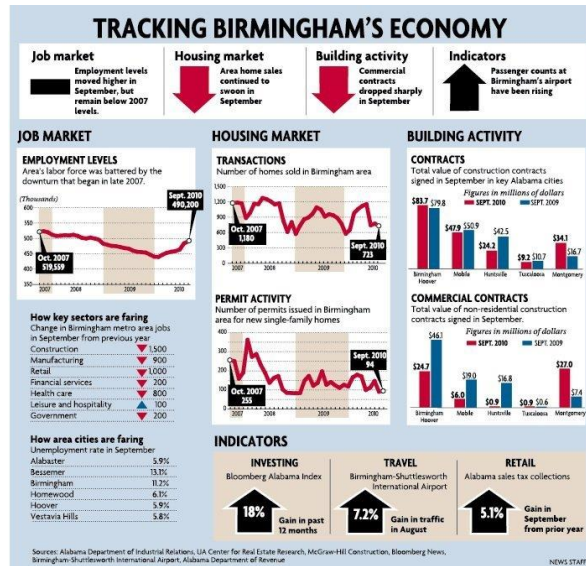 TRACKING BIRMINGHAM'S ECONOMY
Job market
Employment levels
moved higher in
September, but
remain below 2007
levels.
Housing market
Area home sales
continued to
swoon in
September
Building activity
Commercial
contracts
dropped sharply
in September
Indicators
Passenger counts at
Birmingham's airport
have been rising
JOB MARKET
EMPLOYMENT LEVELS
Area's labor force was battered by the
downturn that began in late 2007.
(Thousands)
600
550
500
450
400
350
Oct. 2007
519,559
Sept. 2010
490,200
2007
2008
2009
2010
How key sectors are faring
Change in Birmingham metro area jobs
in September from previous year
Construction 1,500
Manufacturing 900
Retail 1,000
Financial services 200
Health care 800
Leisure and hospitality 100
Government 200
How area cities are faring
Unemployment rate in September
Alabaster 5.9%
Bessemer 13.1%
Birmingham 11.2%
Homewood 6.1%
Hoover 5.9%
Vestavia Hills 5.8%
HOUSING MARKET
TRANSACTIONS
Number of homes sold in Birmingham area
1,500
1,200
900
600
300
0
Oct. 2007
1,180
Sept. 2010
723
2007
2008
2009
2010
PERMIT ACTIVITY
Number of permits issued in Birmingham
area for new single-family homes
400
300
200
100
0
Oct. 2007
255
Sept. 2010
94
2007
2008
2009
2010
BUILDING ACTIVITY
CONTRACTS
Total value of construction contracts
signed in September in key Alabama cities
Figures in millions of dollars
SEPT. 2010 SEPT. 2009
$83.7 $79.8
$47.9 $50.9
$24.2 $42.5
$9.2 $10.7
$34.1 $16.7
Birmingham
Hoover
Mobile
Huntsville
Tuscaloosa
Montgomery
COMMERCIAL CONTRACTS
Total value of non-residential construction
contracts signed in September.
Figures in millions of dollars
SEPT. 2010 SEPT. 2009
$24.7 $46.1
$6.0 $19.0
$0.9 $16.8
$0.9 $0.6
$27.0 $7.4
Birmingham
Hoover
Mobile
Huntsville
Tuscaloosa
Montgomery
INDICATORS
INVESTING
Bloomberg Alabama Index
18%
Gain in past
12 months
TRAVEL
Birmingham-Shuttlesworth
International Airport
7.2%
Gain in traffic
in August
RETAIL
Alabama sales tax collections
5.1%
Gain in
September
from prior year
Sources: Alabama Department of Industrial Relations, UA Center for Real Estate Research, McGraw-Hill Construction, Bloomberg News,
Birmingham-Shuttlesworth International Airport, Alabama Department of Revenue
NEWS STAFF